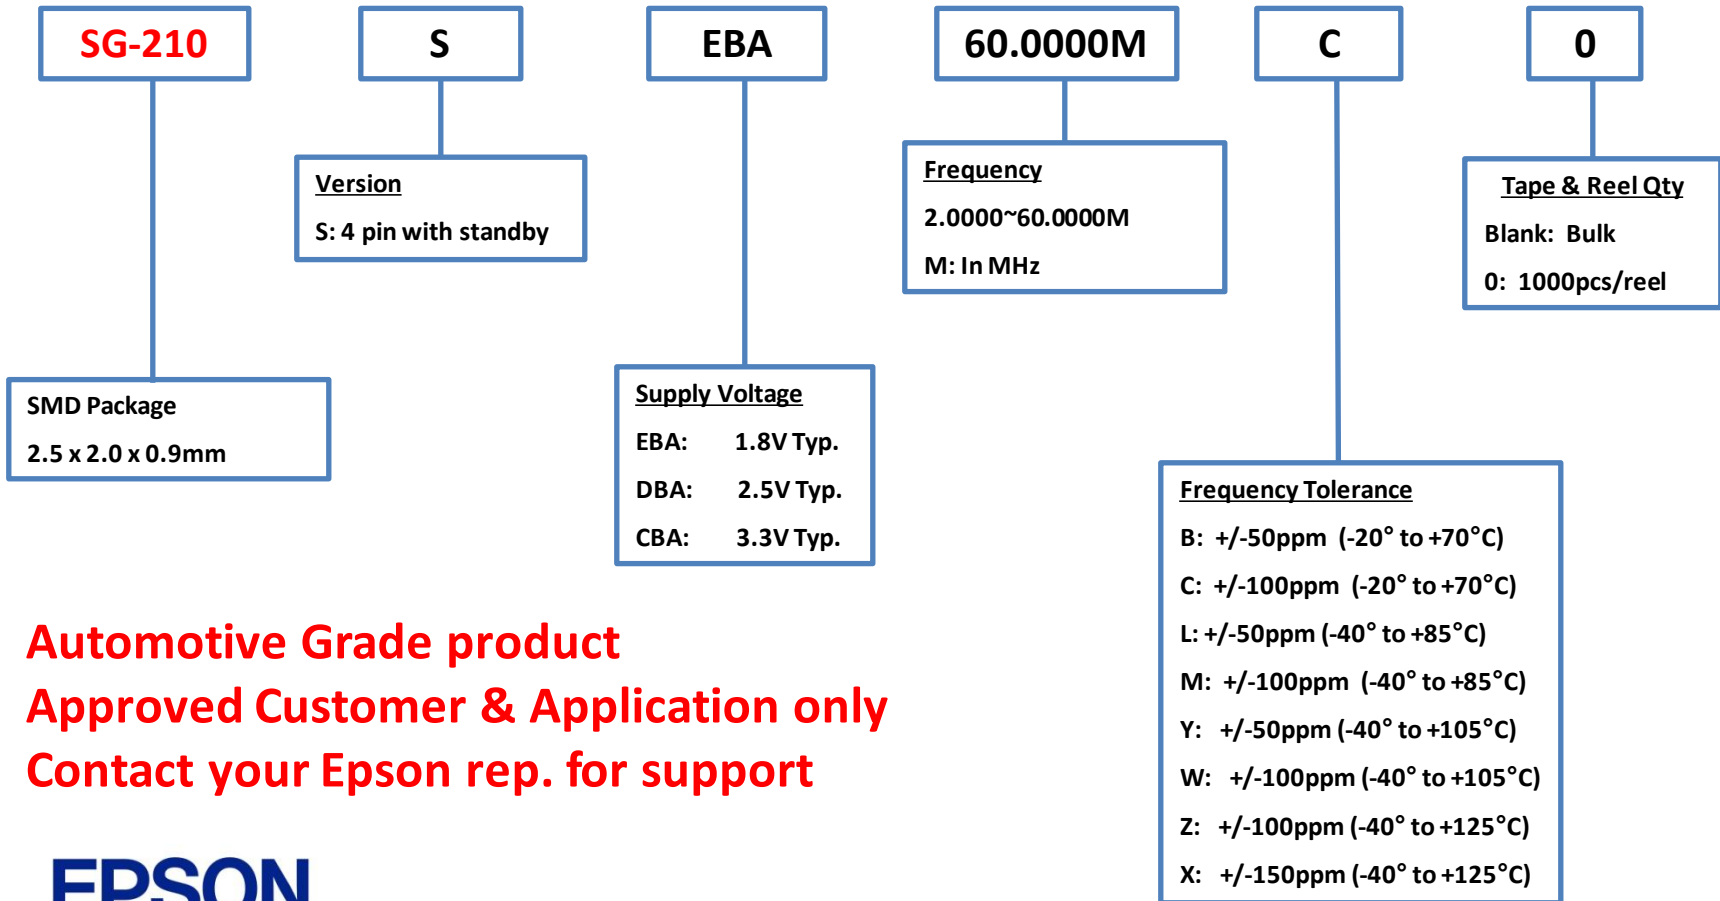 SG-210
S
EBA
60.0000M
C
0
Version
S: 4 pin with standby
Frequency
2.0000~60.0000M
M: In MHz
Tape & Reel Qty
Blank: Bulk
0: 1000pcs/reel
SMD Package
2.5 x 2.0 x 0.9mm
Supply Voltage
EBA: 1.8V Typ.
DBA: 2.5V Typ.
CBA: 3.3V Typ.
Frequency Tolerance
B: +/-50ppm (-20° to +70°C)
C: +/-100ppm (-20° to +70°C)
L: +/-50ppm (-40° to +85°C)
M: +/-100ppm (-40° to +85°C)
Y: +/-50ppm (-40° to +105°C)
W: +/-100ppm (-40° to +105°C)
Z: +/-100ppm (-40° to +125°C)
X: +/-150ppm (-40° to +125°C)
Automotive Grade product
Approved Customer & Application only
Contact your Epson rep. for support
EPSON